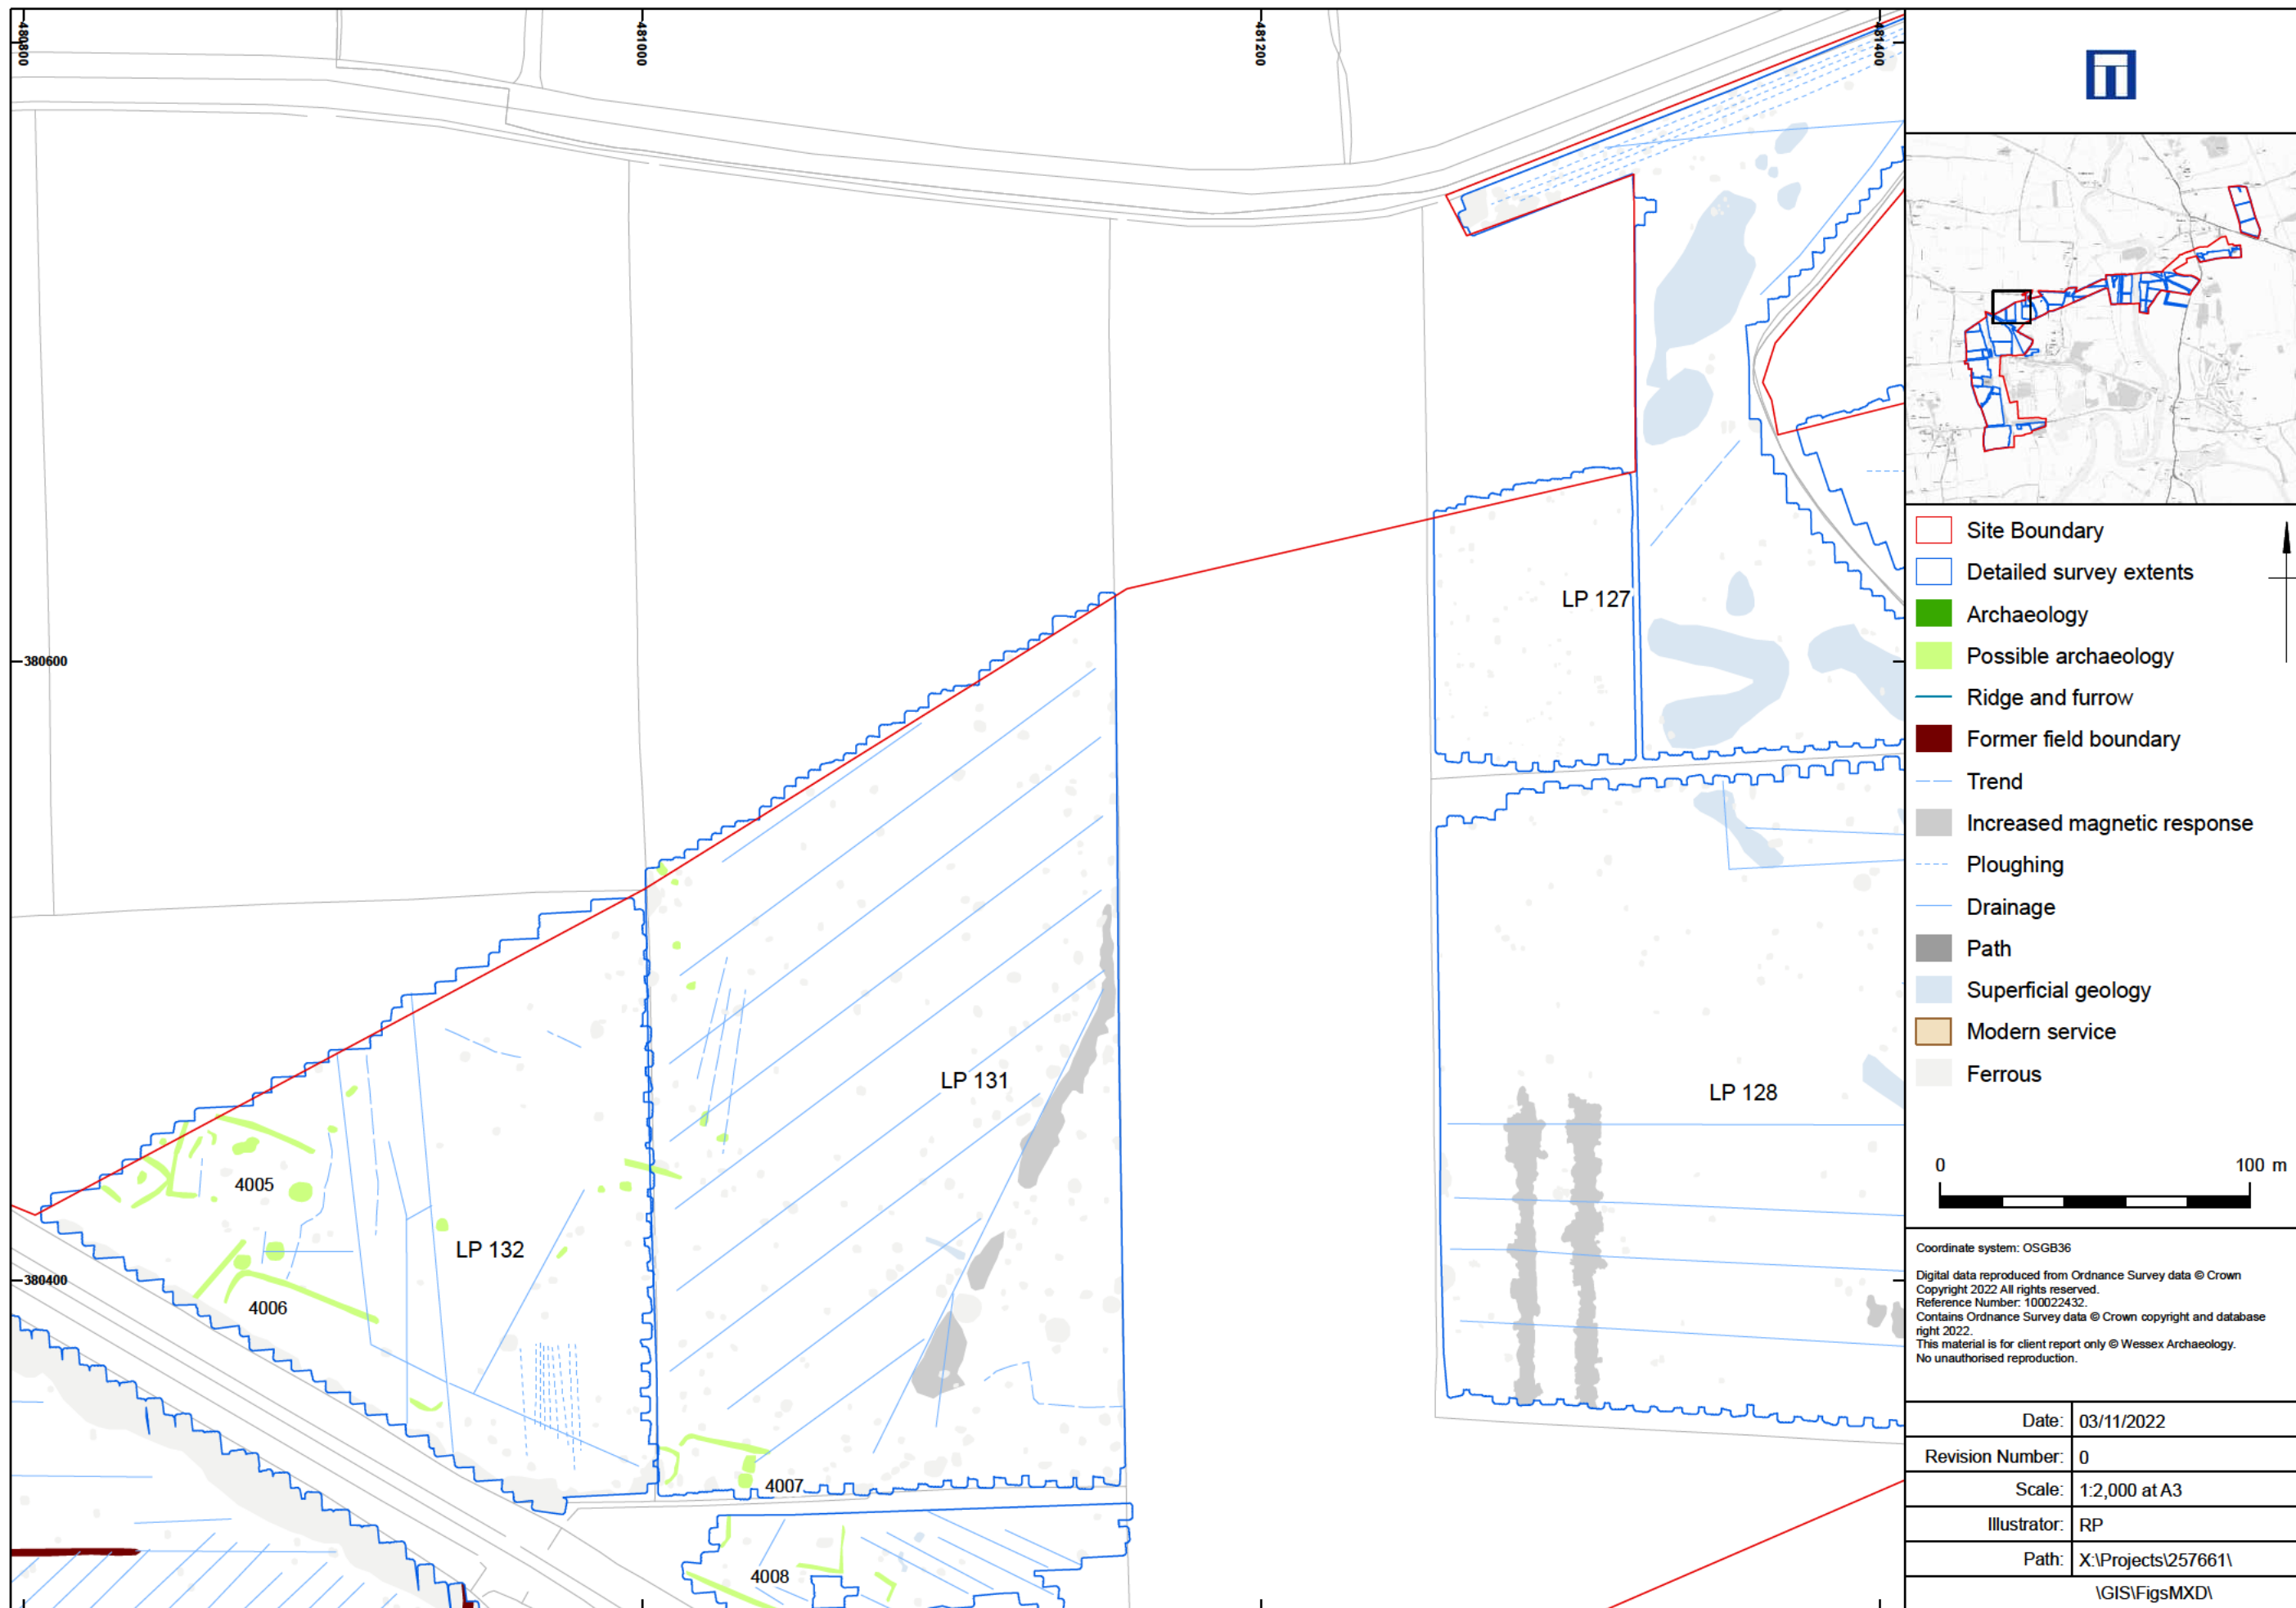 480800
481000
481200
481400
380600
380400
LP 127
LP 131
LP 128
4005
LP 132
4006
4007
4008
Site Boundary
Detailed survey extents
Archaeology
Possible archaeology
Ridge and furrow
Former field boundary
Trend
Increased magnetic response
Ploughing
Drainage
Path
Superficial geology
Modern service
Ferrous
0 100 m
Coordinate system: OSGB36
Digital data reproduced from Ordnance Survey data © Crown
Copyright 2022 All rights reserved.
Reference Number: 100022432.
Contains Ordnance Survey data © Crown copyright and database
right 2022.
This material is for client report only © Wessex Archaeology.
No unauthorised reproduction.
Date: 03/11/2022
Revision Number: 0
Scale: 1:2,000 at A3
Illustrator: RP
Path: X:\Projects\257661\
\GIS\FigsMXD\